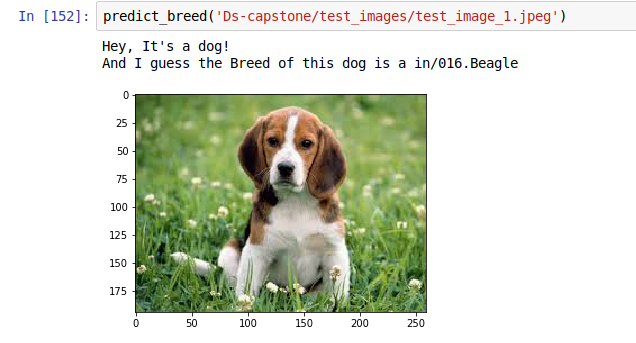 In [152]: predict_breed('Ds-capstone/test_images/test_image_1.jpeg')
Hey, It's a dog!
And I guess the Breed of this dog is a in/016.Beagle
0
25
50
75
100
125
150
175
0 50 100 150 200 250